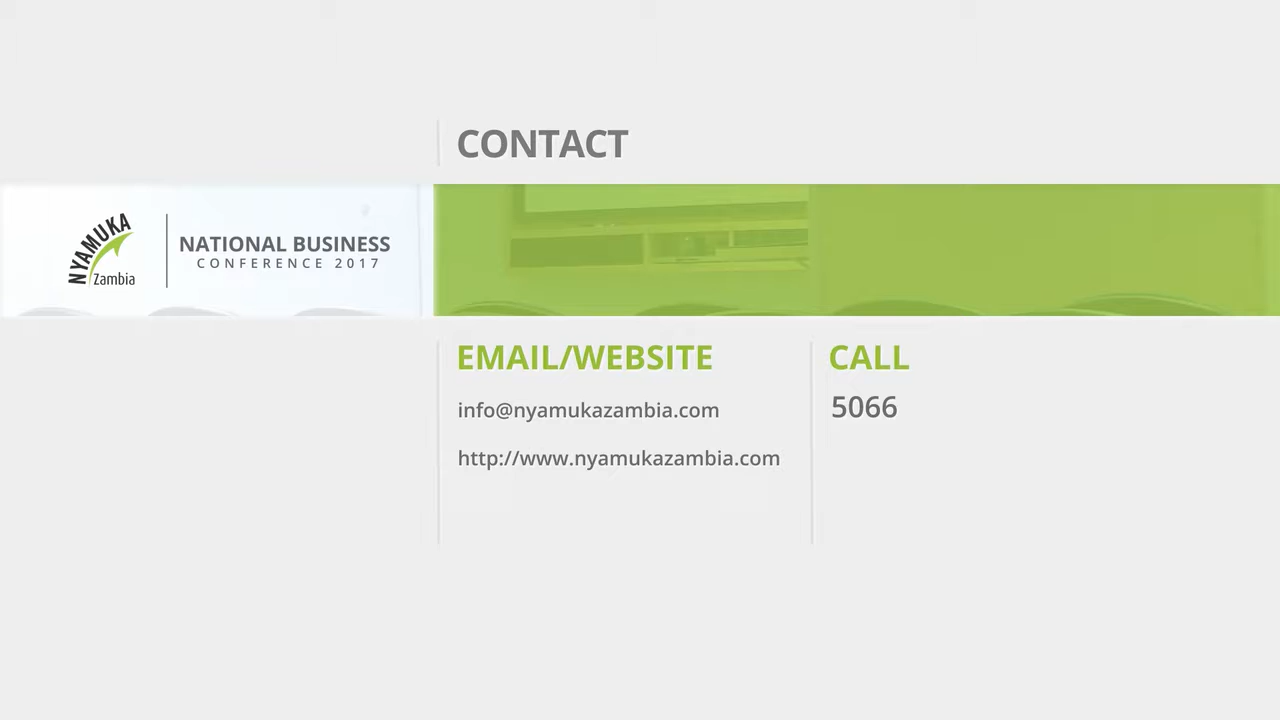 CONTACT
NYAMUKA
Zambia
NATIONAL BUSINESS
CONFERENCE 2017
EMAIL/WEBSITE
info@nyamukazambia.com
http://www.nyamukazambia.com
CALL
5066